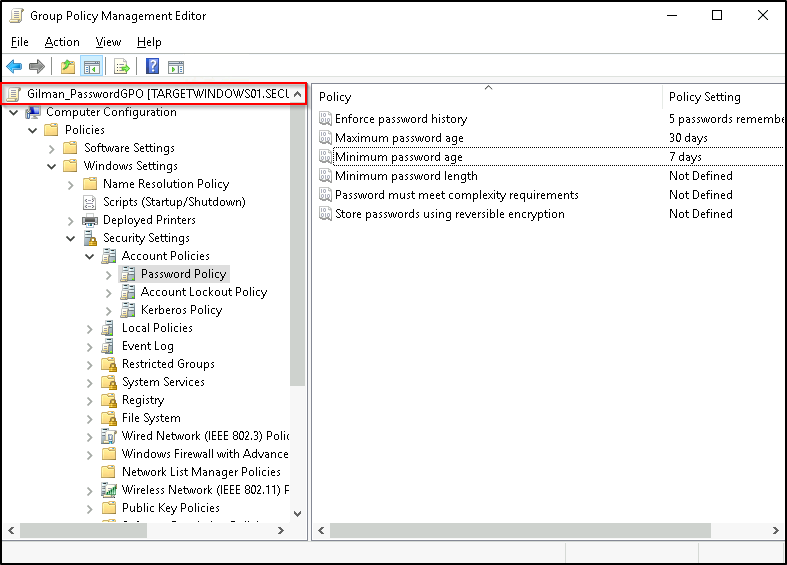 Group Policy Management Editor
File Action View Help
Gilman_PasswordGPO [TARGETWINDOWS01.SECU
Computer Configuration
Policies
Software Settings
Windows Settings
Name Resolution Policy
Scripts (Startup/Shutdown)
Deployed Printers
Security Settings
Account Policies
Password Policy
Account Lockout Policy
Kerberos Policy
Local Policies
Event Log
Restricted Groups
System Services
Registry
File System
Wired Network (IEEE 802.3) Polic
Windows Firewall with Advance
Network List Manager Policies
Wireless Network (IEEE 802.11) P
Public Key Policies
Policy Policy Setting
Enforce password history 5 passwords remembe
Maximum password age 30 days
Minimum password age 7 days
Minimum password length Not Defined
Password must meet complexity requirements Not Defined
Store passwords using reversible encryption Not Defined